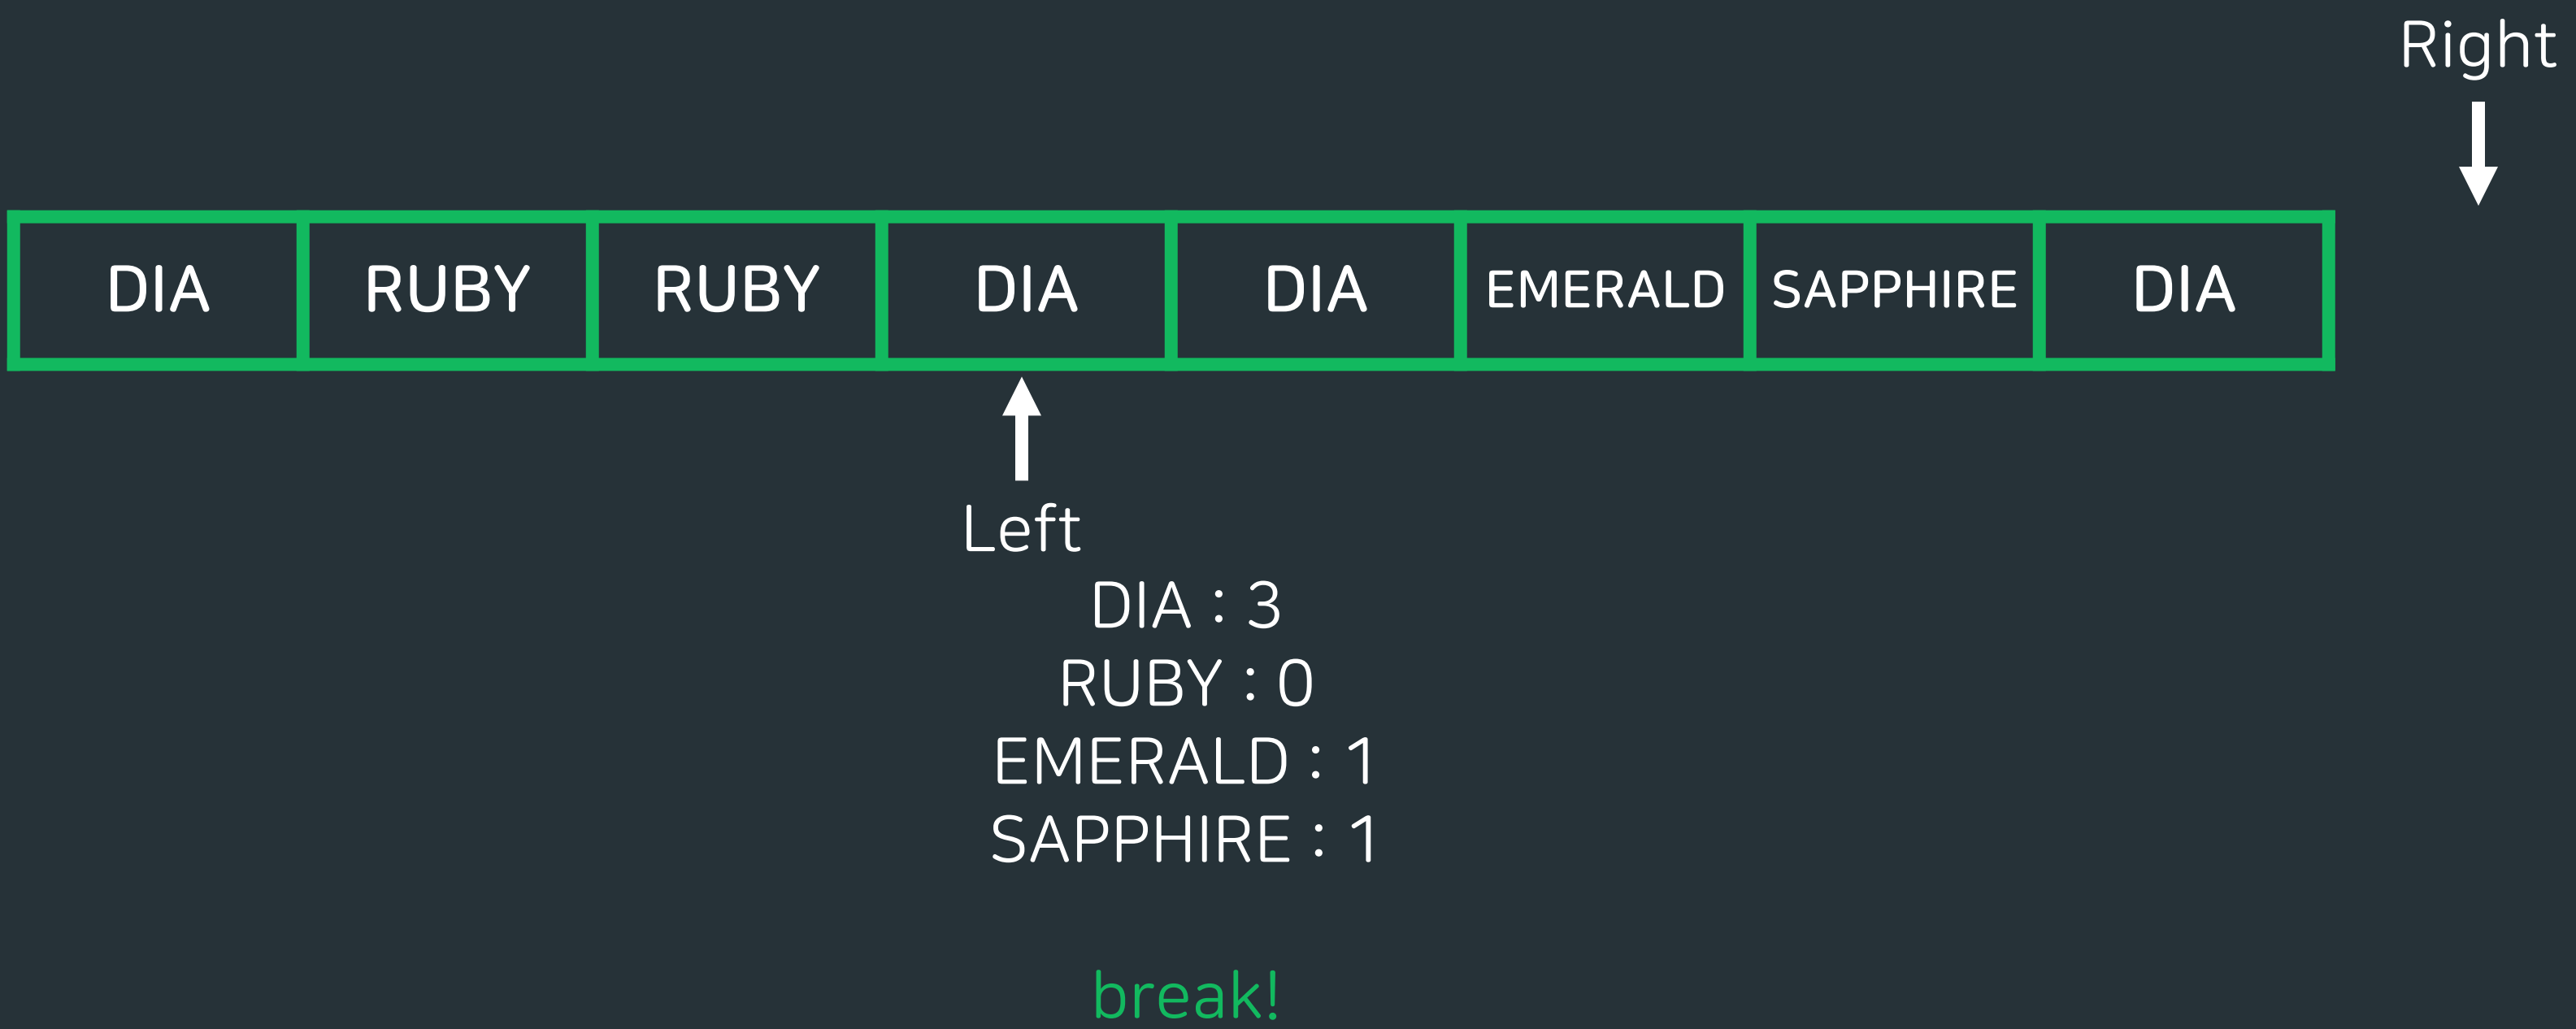 Right
DIA RUBY RUBY DIA DIA EMERALD SAPPHIRE DIA
Left
DIA : 3
RUBY : 0
EMERALD : 1
SAPPHIRE : 1
break!